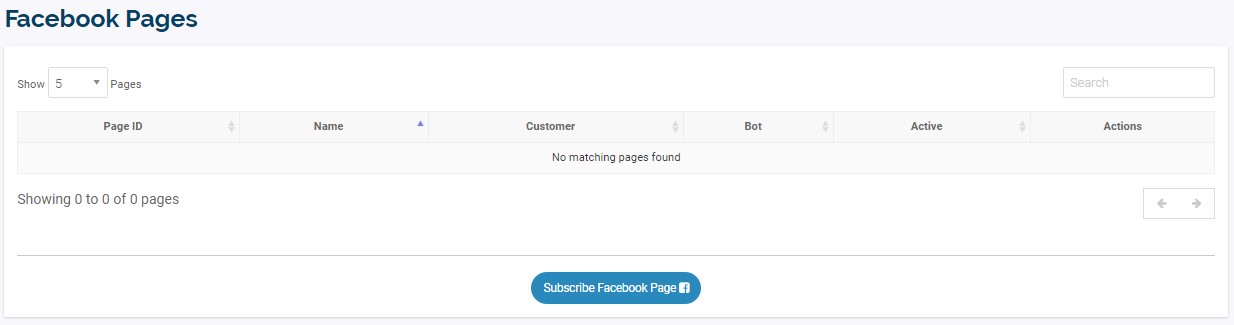 Facebook Pages
Show 5 Pages
Search
Page ID Name Customer Bot Active Actions
No matching pages found
Showing 0 to 0 of 0 pages
Subscribe Facebook Page